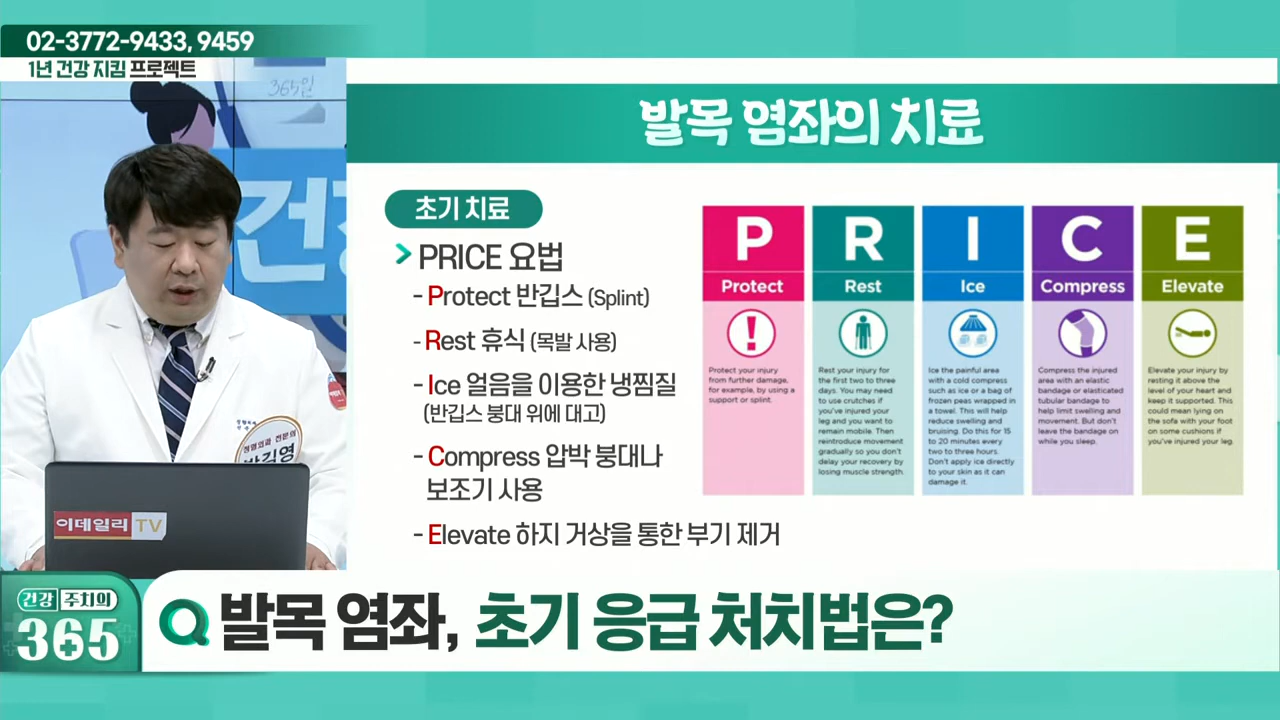 02-3772-9433, 9459
1년 건강 지킴 프로젝트
365일
건강
발목 염좌의 치료
초기 치료
PRICE 요법
- Protect 반깁스 (Splint)
- Rest 휴식 (목발 사용)
- Ice 얼음을 이용한 냉찜질
(반깁스 붕대 위에 대고)
- Compress 압박 붕대나
보조기 사용
- Elevate 하지 거상을 통한 부기 제거
P
Protect
Protect your injury
from further damage,
for example, by using a
support or splint.
R
Rest
Rest your injury for
the first two to three
days. You may need
to use crutches if
you've injured your
leg and you want to
remain mobile. Then
reintroduce movement
gradually so you don't
delay your recovery by
losing muscle strength.
I
Ice
Ice the painful area
with a cold compress
such as ice or a bag of
frozen peas wrapped in
a towel. This will help
reduce swelling and
bruising. Do this for 15
to 20 minutes every
two to three hours.
Don't apply ice directly
to your skin as it can
damage it.
C
Compress
Compress the injured
area with an elastic
bandage or elasticated
tubular bandage to
help limit swelling and
movement. But don't
leave the bandage on
while you sleep.
E
Elevate
Elevate your injury by
resting it above the
level of your heart and
keep it supported. This
could mean lying on
the sofa with your foot
on some cushions if
you've injured your leg.
정형외과 전문의
이데일리 TV
건강 주치의
365
Q 발목 염좌, 초기 응급 처치법은?